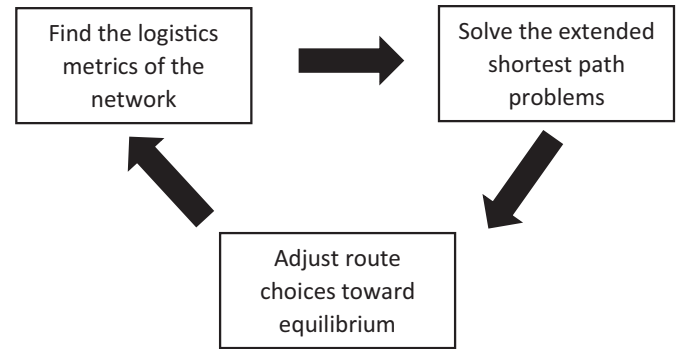 Find the logistics
metrics of the
network
Solve the extended
shortest path
problems
Adjust route
choices toward
equilibrium